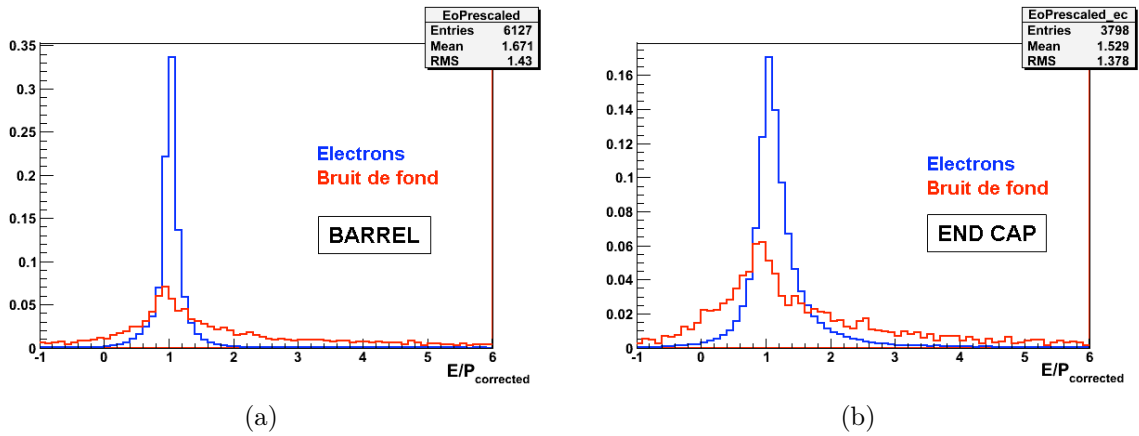 EoPrescaled
Entries 6127
Mean 1.671
RMS 1.43
0.35
0.3
0.25
0.2
0.15
0.1
0.05
0
-1 0 1 2 3 4 5 6
E/Pcorrected
Electrons
Bruit de fond
BARREL
(a)
EoPrescaled_ec
Entries 3798
Mean 1.529
RMS 1.378
0.16
0.14
0.12
0.1
0.08
0.06
0.04
0.02
0
-1 0 1 2 3 4 5 6
E/Pcorrected
Electrons
Bruit de fond
END CAP
(b)